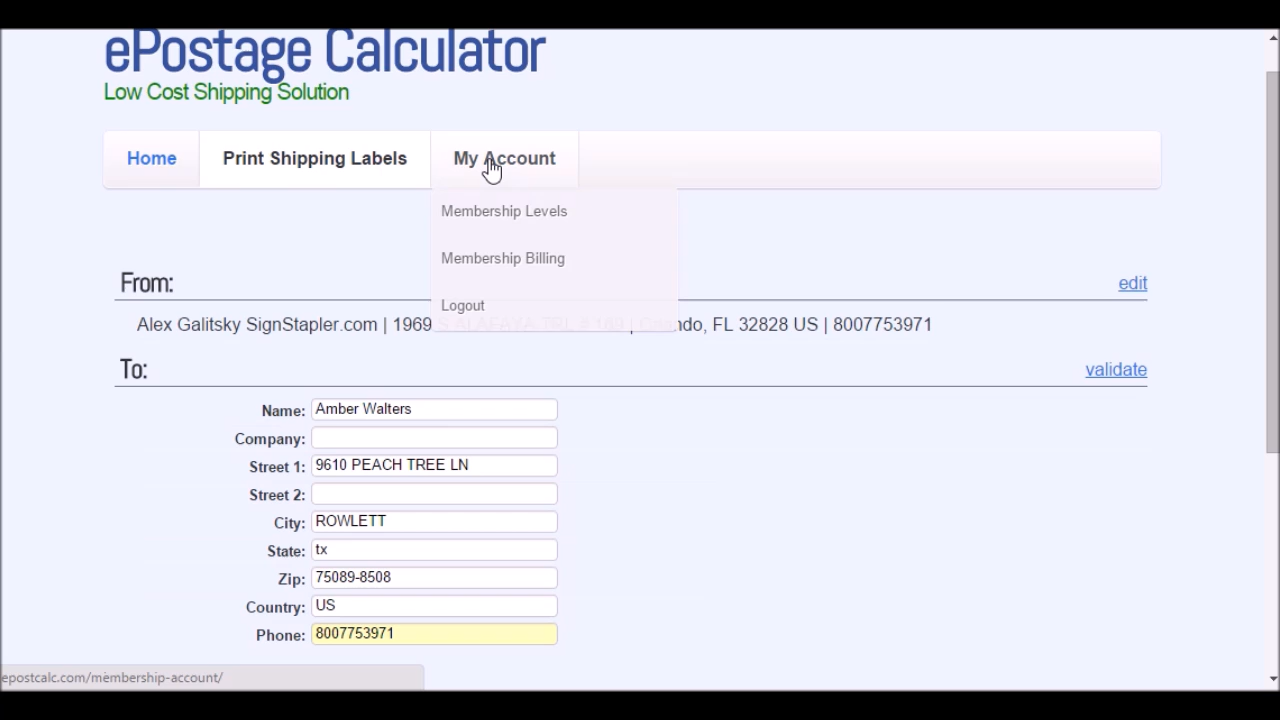 ePostage Calculator
Low Cost Shipping Solution
Home Print Shipping Labels My Account
Membership Levels
Membership Billing
Logout
From: edit
Alex Galitsky SignStapler.com | 1969 S ALAFAYA TRL | Orlando, FL 32828 US | 8007753971
To: validate
Name: Amber Walters
Company:
Street 1: 9610 PEACH TREE LN
Street 2:
City: ROWLETT
State: tx
Zip: 75089-8508
Country: US
Phone: 8007753971
epostcalc.com/membership-account/